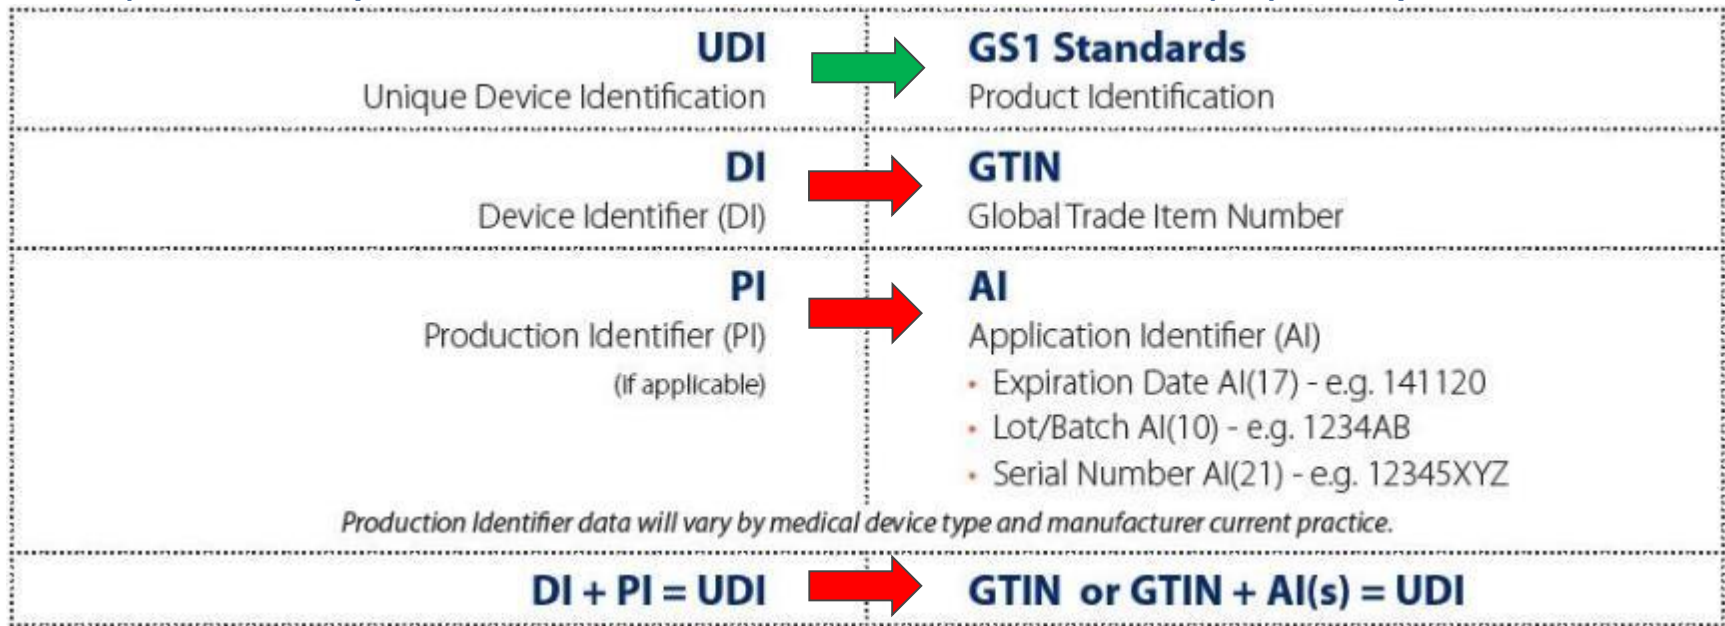 UDI
Unique Device Identification
GS1 Standards
Product Identification
DI
Device Identifier (DI)
GTIN
Global Trade Item Number
PI
Production Identifier (PI)
(if applicable)
AI
Application Identifier (AI)
• Expiration Date AI(17) - e.g. 141120
• Lot/Batch AI(10) - e.g. 1234AB
• Serial Number AI(21) - e.g. 12345XYZ
Production Identifier data will vary by medical device type and manufacturer current practice.
DI + PI = UDI
GTIN or GTIN + AI(s) = UDI